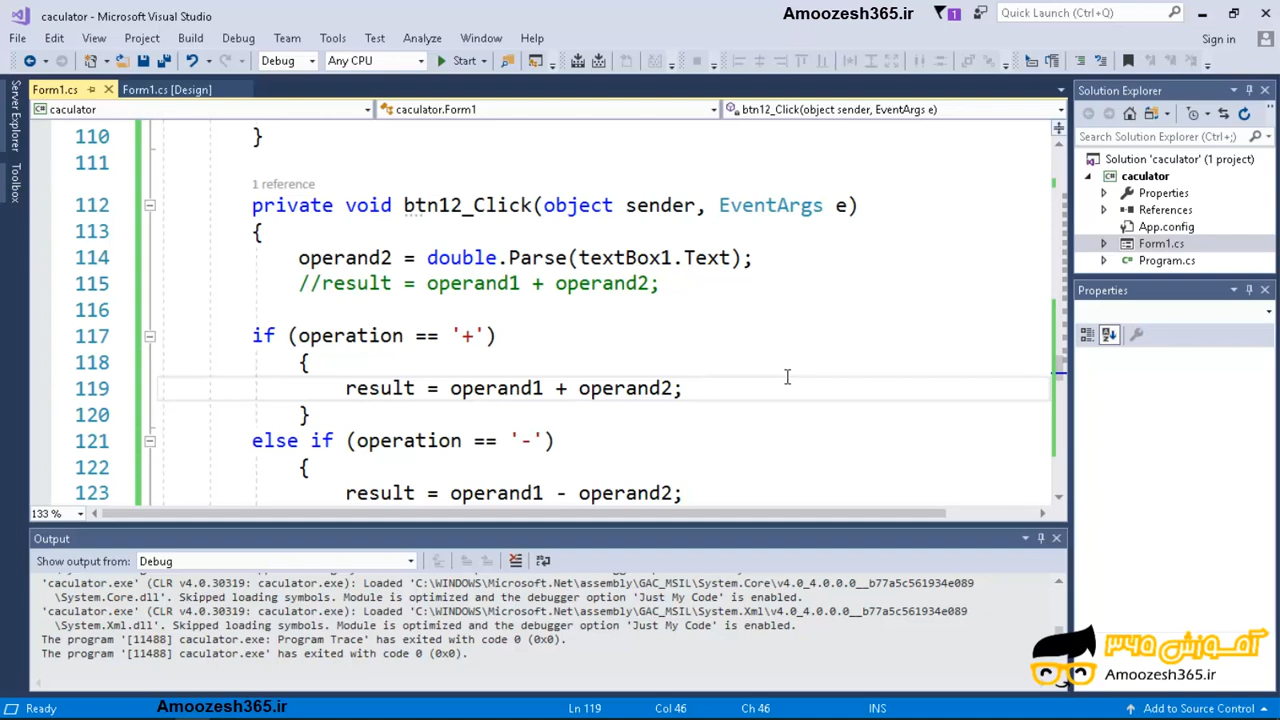 caculator - Microsoft Visual Studio
Amoozesh365.ir
1
Quick Launch (Ctrl+Q)
File Edit View Project Build Debug Team Tools Test Analyze Window Help
Sign in
Debug Any CPU Start
Server Explorer
Toolbox
Form1.cs Form1.cs [Design]
caculator caculator.Form1 btn12_Click(object sender, EventArgs e)
110 }
111
1 reference
112 private void btn12_Click(object sender, EventArgs e)
113 {
114 operand2 = double.Parse(textBox1.Text);
115 //result = operand1 + operand2;
116
117 if (operation == '+')
118 {
119 result = operand1 + operand2;
120 }
121 else if (operation == '-')
122 {
123 result = operand1 - operand2;
133 %
Solution Explorer
Search Solution Explorer (Ctrl+;)
Solution 'caculator' (1 project)
caculator
Properties
References
App.config
Form1.cs
Program.cs
Properties
Output
Show output from: Debug
'caculator.exe' (CLR v4.0.30319: caculator.exe): Loaded 'C:\WINDOWS\Microsoft.Net\assembly\GAC_MSIL\System.Core\v4.0_4.0.0.0__b77a5c561934e089
\System.Core.dll'. Skipped loading symbols. Module is optimized and the debugger option 'Just My Code' is enabled.
'caculator.exe' (CLR v4.0.30319: caculator.exe): Loaded 'C:\WINDOWS\Microsoft.Net\assembly\GAC_MSIL\System.Xml\v4.0_4.0.0.0__b77a5c561934e089
\System.Xml.dll'. Skipped loading symbols. Module is optimized and the debugger option 'Just My Code' is enabled.
The program '[11488] caculator.exe: Program Trace' has exited with code 0 (0x0).
The program '[11488] caculator.exe' has exited with code 0 (0x0).
آموزش ۳۶۵
Amoozesh365.ir
Ready
Amoozesh365.ir
Ln 119 Col 46 Ch 46 INS
Add to Source Control